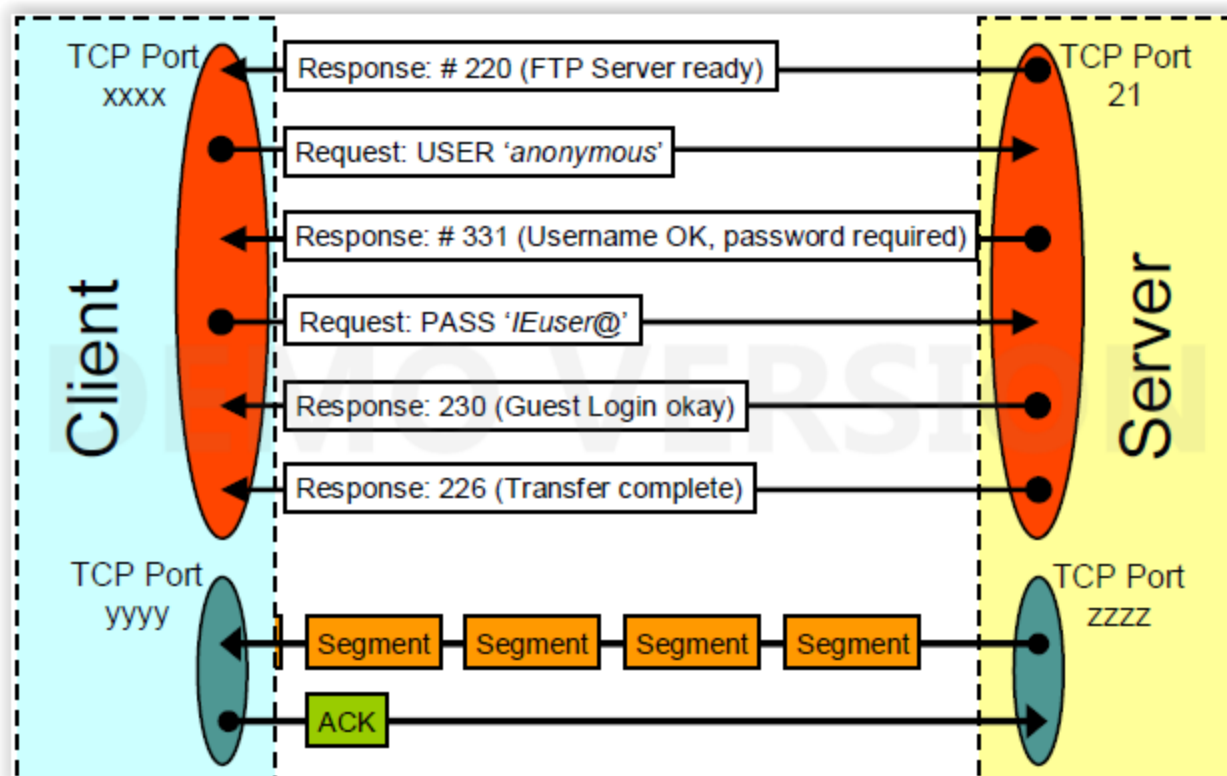 TCP Port
xxxx
Response: # 220 (FTP Server ready)
TCP Port
21
Request: USER ‘anonymous’
Response: # 331 (Username OK, password required)
Request: PASS ‘IEuser@’
Client
Server
DEMO VERSION
Response: 230 (Guest Login okay)
Response: 226 (Transfer complete)
TCP Port
yyyy
TCP Port
zzzz
Segment Segment Segment Segment
ACK